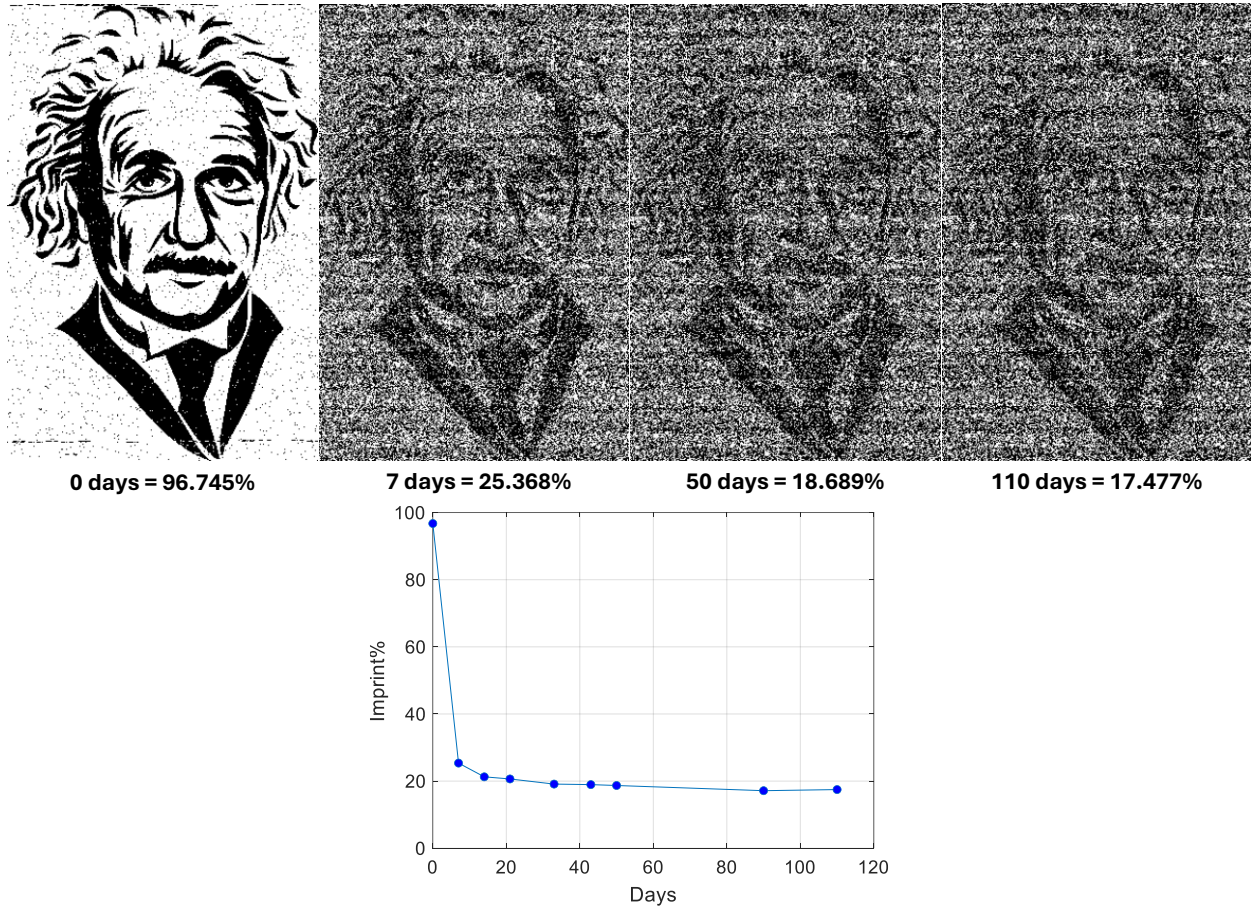 0 days = 96.745%
7 days = 25.368%
50 days = 18.689%
110 days = 17.477%
100
80
60
40
20
0
Imprint%
0 20 40 60 80 100 120
Days